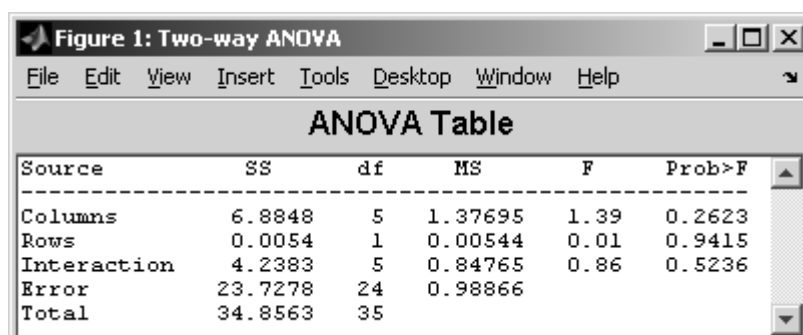 Figure 1: Two-way ANOVA
File Edit View Insert Tools Desktop Window Help
ANOVA Table
Source SS df MS F Prob>F
Columns 6.8848 5 1.37695 1.39 0.2623
Rows 0.0054 1 0.00544 0.01 0.9415
Interaction 4.2383 5 0.84765 0.86 0.5236
Error 23.7278 24 0.98866
Total 34.8563 35